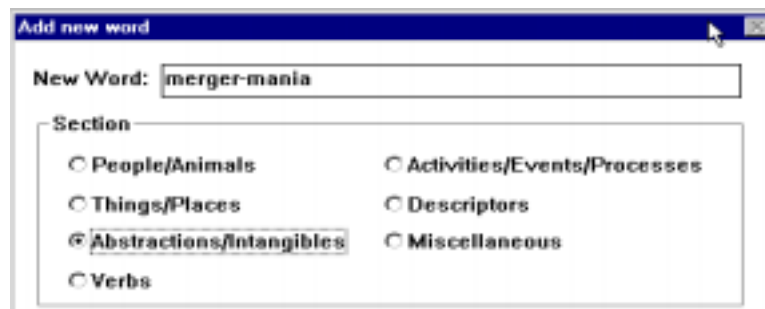 Add new word
New Word: merger-mania
Section
People/Animals Activities/Events/Processes
Things/Places Descriptors
Abstractions/Intangibles Miscellaneous
Verbs